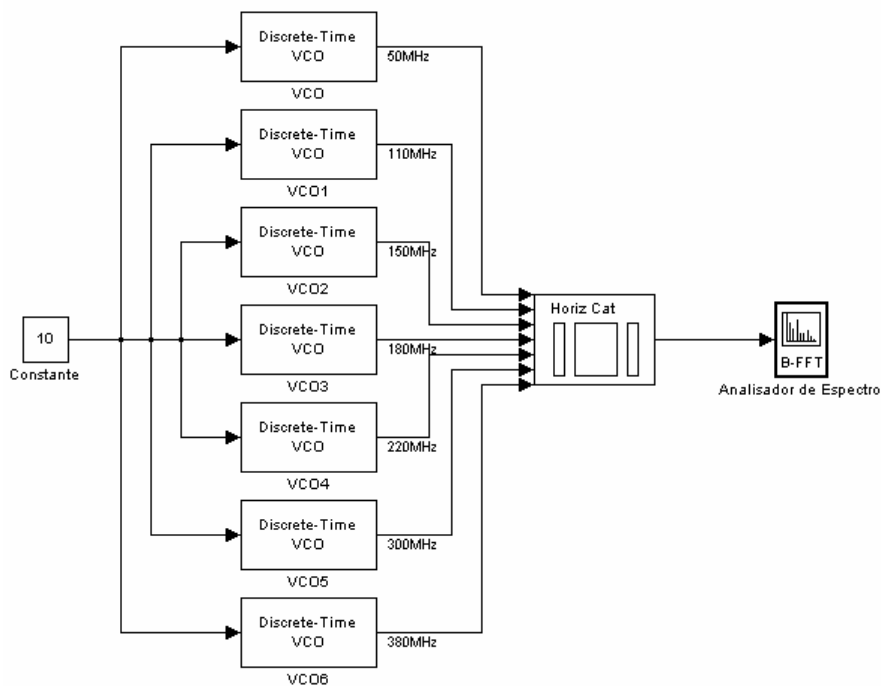 Discrete-Time
VCO
50MHz
VCO
Discrete-Time
VCO
110MHz
VCO1
Discrete-Time
VCO
150MHz
VCO2
Horiz Cat
10
Constante
Discrete-Time
VCO
180MHz
VCO3
B-FFT
Analisador de Espectro
Discrete-Time
VCO
220MHz
VCO4
Discrete-Time
VCO
300MHz
VCO5
Discrete-Time
VCO
380MHz
VCO6